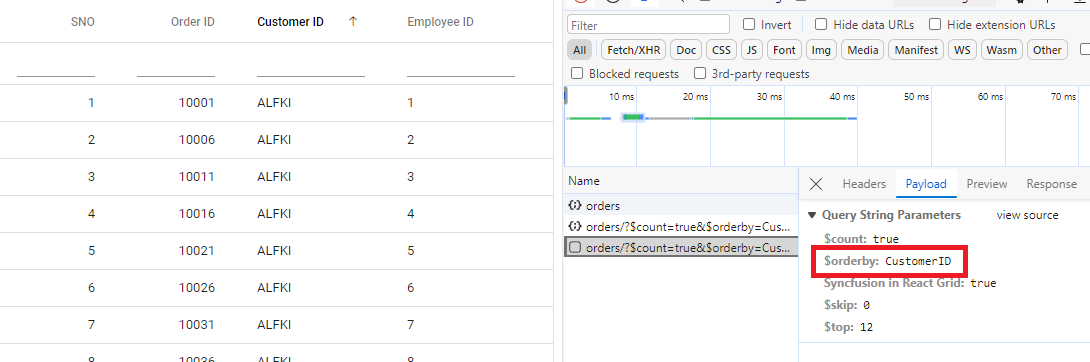 SNO Order ID Customer ID Employee ID
1 10001 ALFKI 1
2 10006 ALFKI 2
3 10011 ALFKI 3
4 10016 ALFKI 4
5 10021 ALFKI 5
6 10026 ALFKI 6
7 10031 ALFKI 7
8 10036 ALFKI 8
Filter Invert Hide data URLs Hide extension URLs
All Fetch/XHR Doc CSS JS Font Img Media Manifest WS Wasm Other
Blocked requests 3rd-party requests
10 ms 20 ms 30 ms 40 ms 50 ms 60 ms 70 ms
Name
orders
orders/?$count=true&$orderby=Cus...
orders/?$count=true&$orderby=Cus...
Headers Payload Preview Response
Query String Parameters view source
$count: true
$orderby: CustomerID
Syncfusion in React Grid: true
$skip: 0
$top: 12